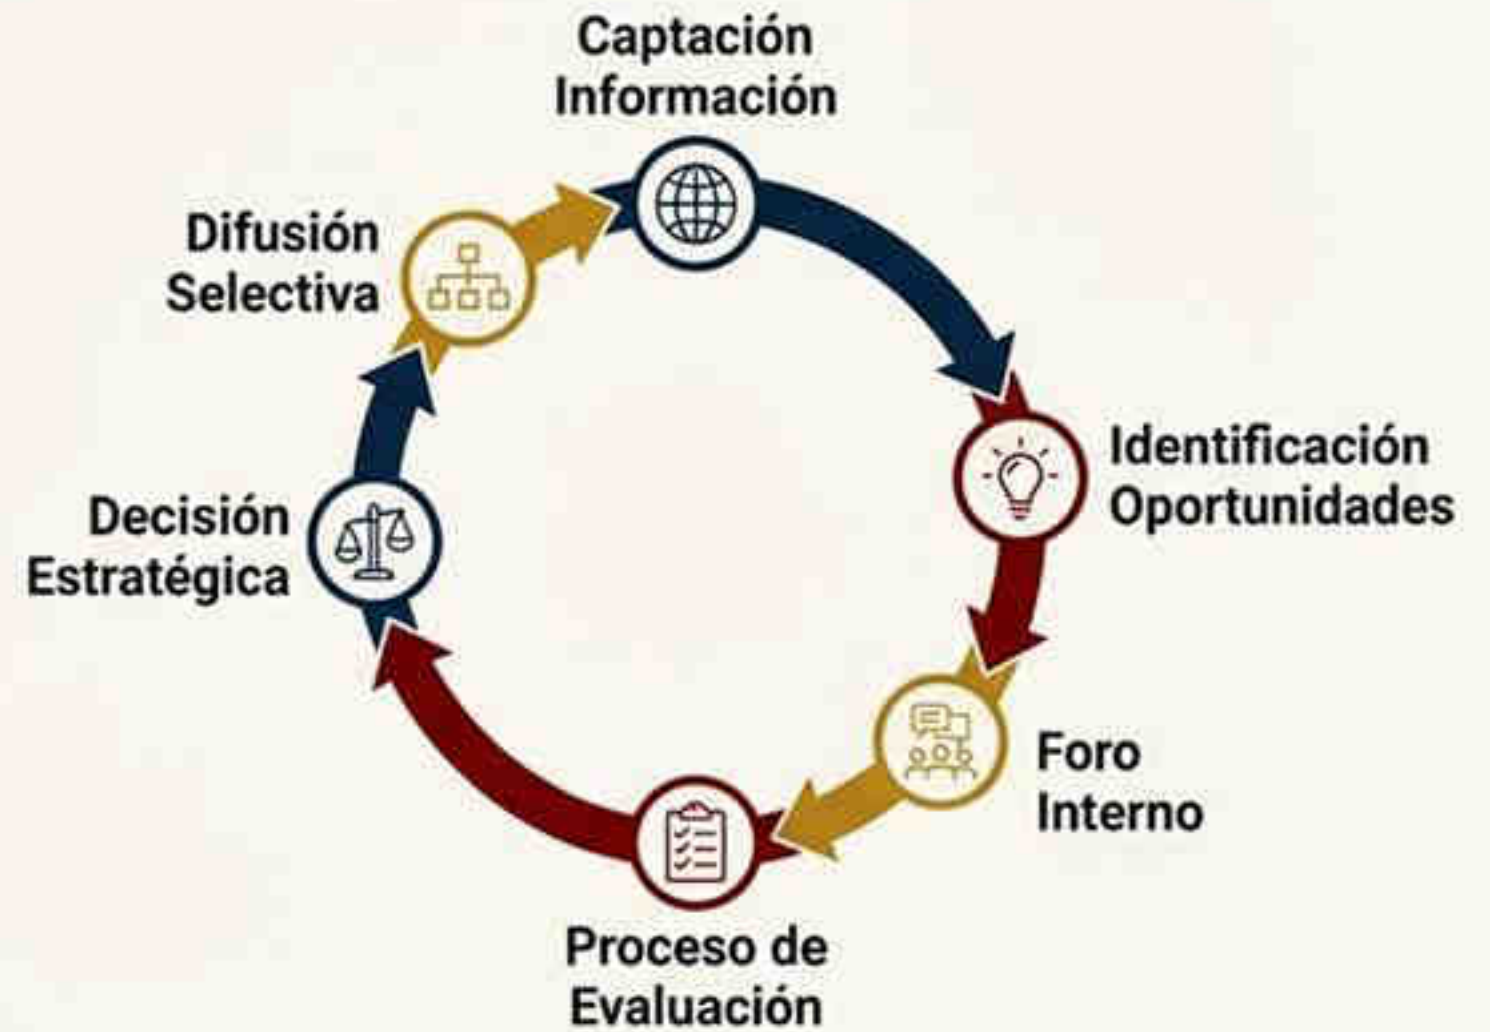 Captación
Información
Identificación
Oportunidades
Foro
Interno
Proceso de
Evaluación
Decisión
Estratégica
Difusión
Selectiva